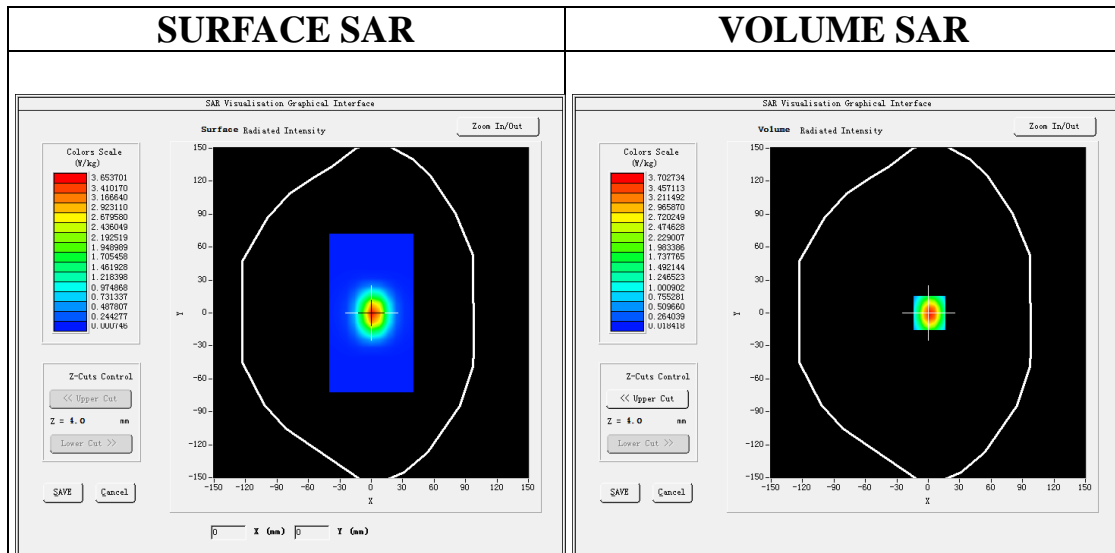 SURFACE SAR
VOLUME SAR
SAR Visualisation Graphical Interface
Surface Radiated Intensity
Zoom In/Out
Colors Scale
(W/kg)
3.653701
3.410170
3.166640
2.923110
2.679580
2.436049
2.192519
1.948989
1.705458
1.461928
1.218398
0.974868
0.731337
0.487807
0.244277
0.000746
Z-Cuts Control
<< Upper Cut
Z = 4.0 mm
Lower Cut >>
SAVE
Cancel
150
120
90
60
30
0
-30
-60
-90
-120
-150
Y
-150 -120 -90 -60 -30 0 30 60 90 120 150
X
0 X (mm) 0 Y (mm)
SAR Visualisation Graphical Interface
Volume Radiated Intensity
Zoom In/Out
Colors Scale
(W/kg)
3.702734
3.457113
3.211492
2.965870
2.720249
2.474628
2.229007
1.983386
1.737765
1.492144
1.246523
1.000902
0.755281
0.509660
0.264039
0.018418
Z-Cuts Control
<< Upper Cut
Z = 4.0 mm
Lower Cut >>
SAVE
Cancel
150
120
90
60
30
0
-30
-60
-90
-120
-150
Y
-150 -120 -90 -60 -30 0 30 60 90 120 150
X